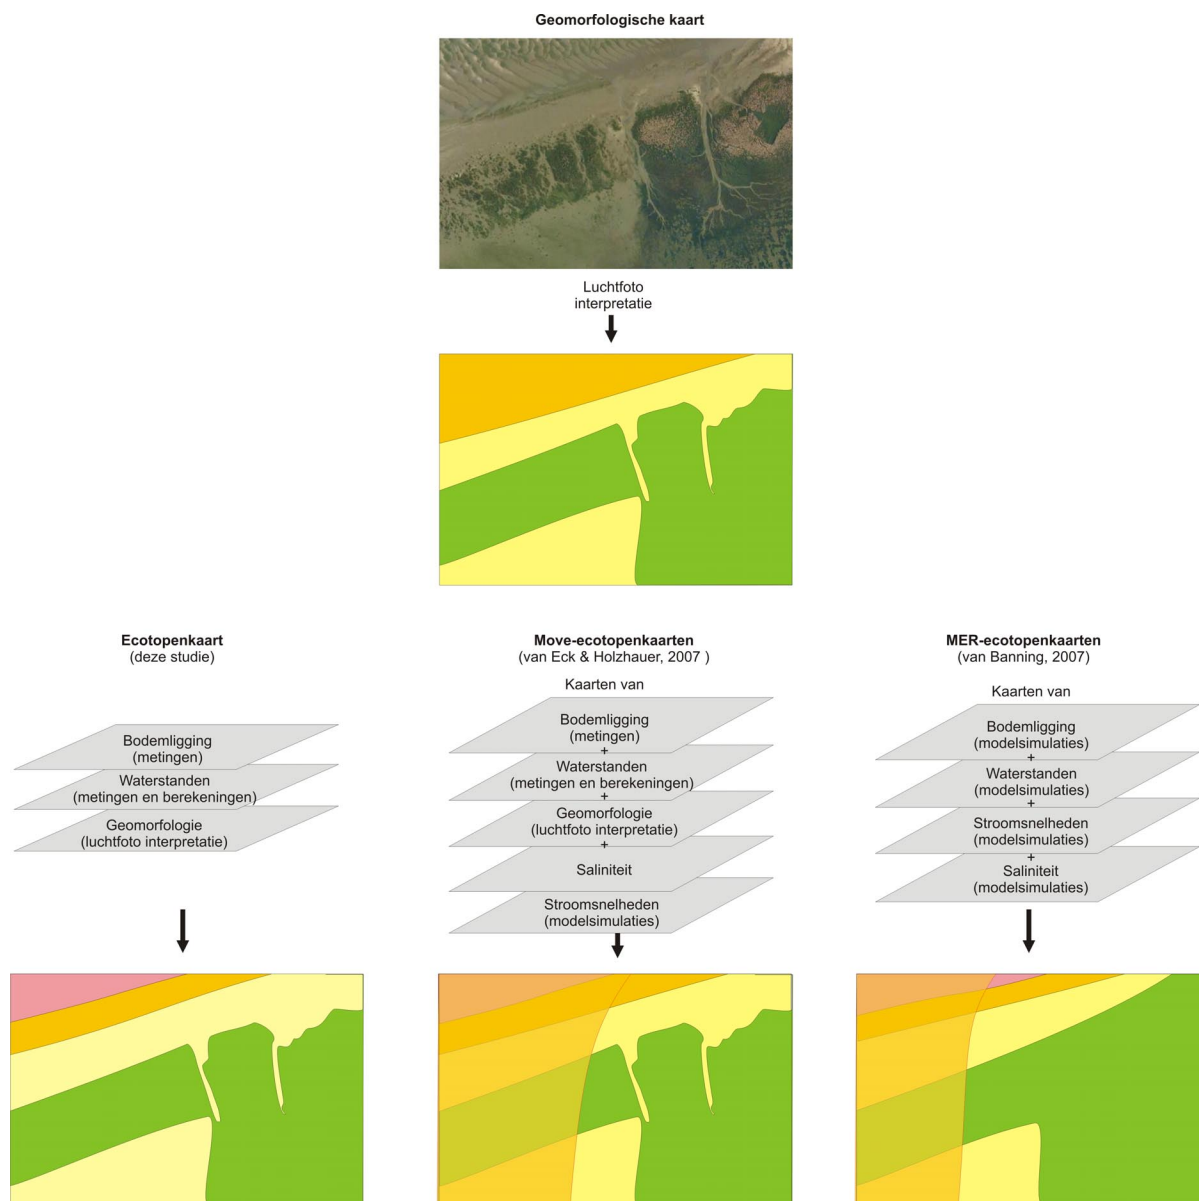 Geomorfologische kaart
Luchtfoto
interpretatie
Ecotopenkaart
(deze studie)
Bodemligging
(metingen)
Waterstanden
(metingen en berekeningen)
Geomorfologie
(luchtfoto interpretatie)
Move-ecotopenkaarten
(van Eck & Holzhauer, 2007 )
Kaarten van
Bodemligging
(metingen)
+
Waterstanden
(metingen en berekeningen)
+
Geomorfologie
(luchtfoto interpretatie)
+
Saliniteit
Stroomsnelheden
(modelsimulaties)
MER-ecotopenkaarten
(van Banning, 2007)
Kaarten van
Bodemligging
(modelsimulaties)
+
Waterstanden
(modelsimulaties)
+
Stroomsnelheden
(modelsimulaties)
+
Saliniteit
(modelsimulaties)